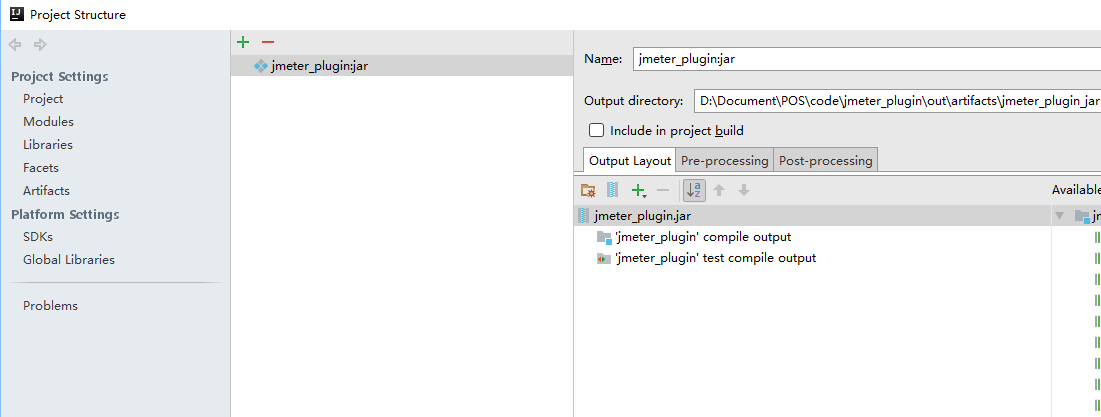 IJ
Project Structure
Project Settings
Project
Modules
Libraries
Facets
Artifacts
Platform Settings
SDKs
Global Libraries
Problems
jmeter_plugin:jar
Name: jmeter_plugin:jar
Output directory: D:\Document\POS\code\jmeter_plugin\out\artifacts\jmeter_plugin_jar
Include in project build
Output Layout Pre-processing Post-processing
Available
jmeter_plugin.jar
'jmeter_plugin' compile output
'jmeter_plugin' test compile output